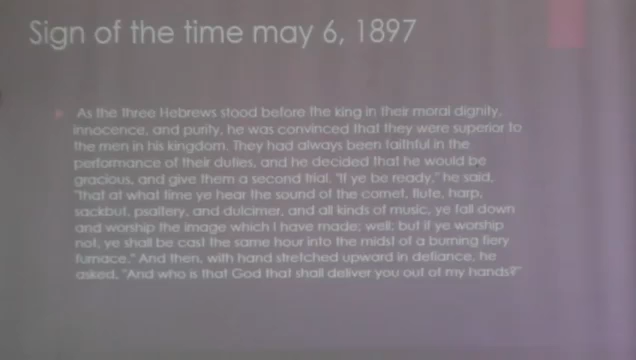 Sign of the time may 6, 1897
As the three Hebrews stood before the king in their moral dignity,
innocence, and purity, he was convinced that they were superior to
the men in his kingdom. They had always been faithful in the
performance of their duties, and he decided that he would be
gracious, and give them a second trial. "If ye be ready," he said,
"that at what time ye hear the sound of the cornet, flute, harp,
sackbut, psaltery, and dulcimer, and all kinds of music, ye fall down
and worship the image which I have made; well; but if ye worship
not, ye shall be cast the same hour into the midst of a burning fiery
furnace." And then, with hand stretched upward in defiance, he
asked, "And who is that God that shall deliver you out of my hands?"